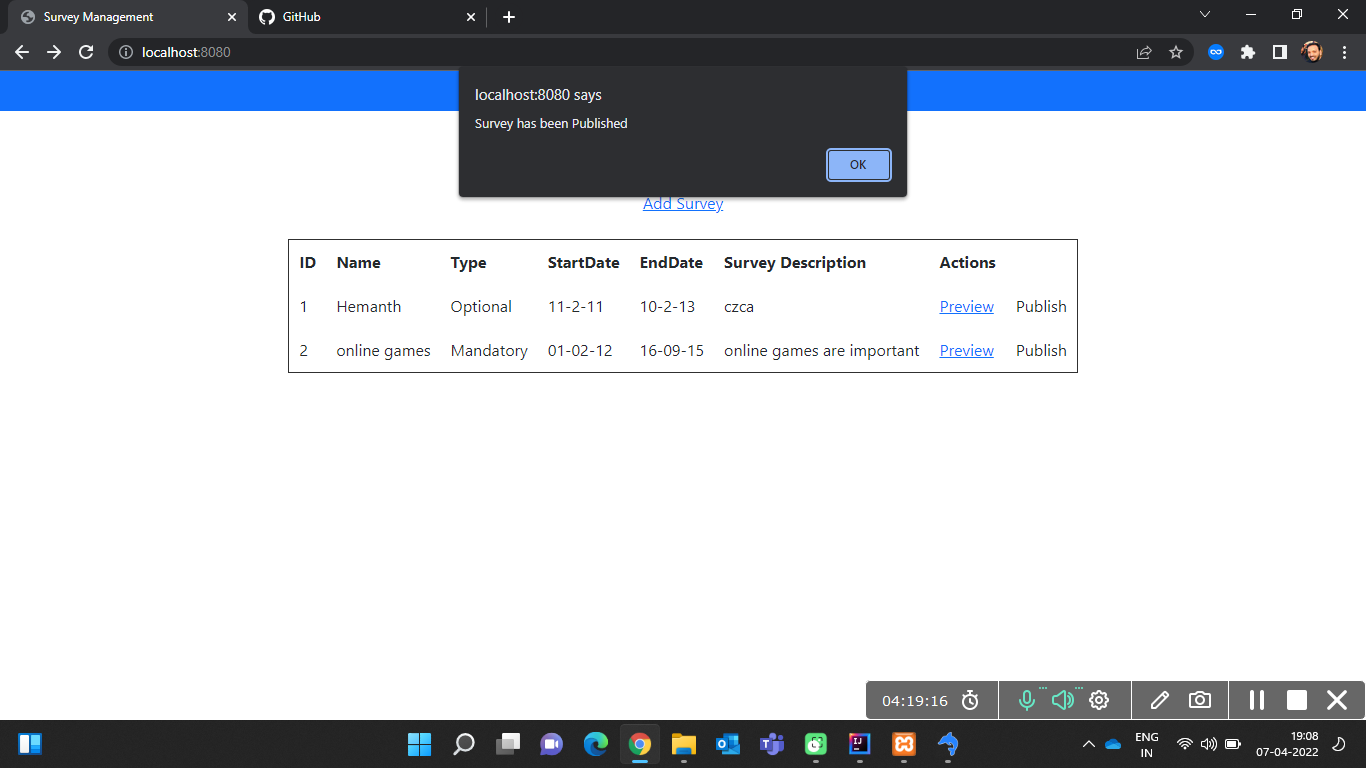 Survey Management
GitHub
localhost:8080
localhost:8080 says
Survey has been Published
OK
Add Survey
ID Name Type StartDate EndDate Survey Description Actions
1 Hemanth Optional 11-2-11 10-2-13 czca Preview Publish
2 online games Mandatory 01-02-12 16-09-15 online games are important Preview Publish
04:19:16
ENG
IN
19:08
07-04-2022